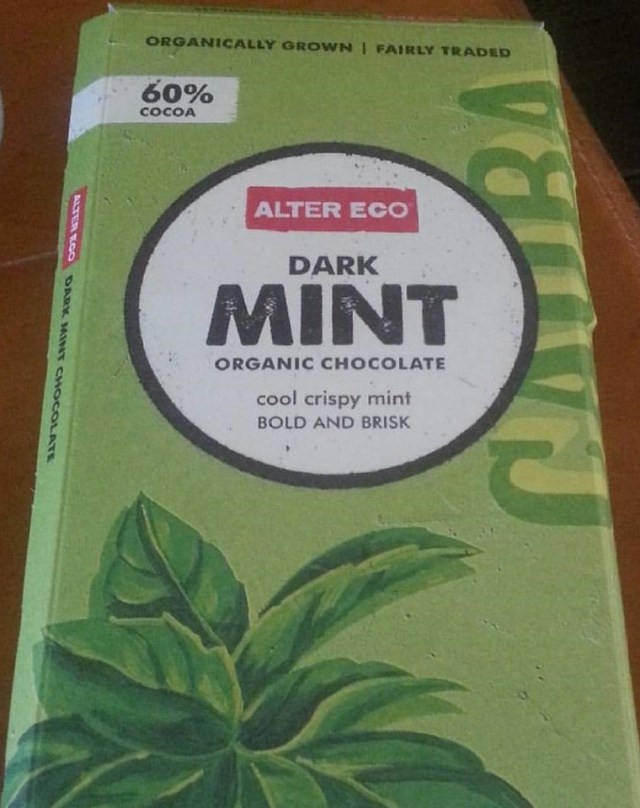 ORGANICALLY GROWN | FAIRLY TRADED
60%
COCOA
ALTER ECO
DARK
MINT
ORGANIC CHOCOLATE
cool crispy mint
BOLD AND BRISK
ALTER ECO DARK MINT CHOCOLATE